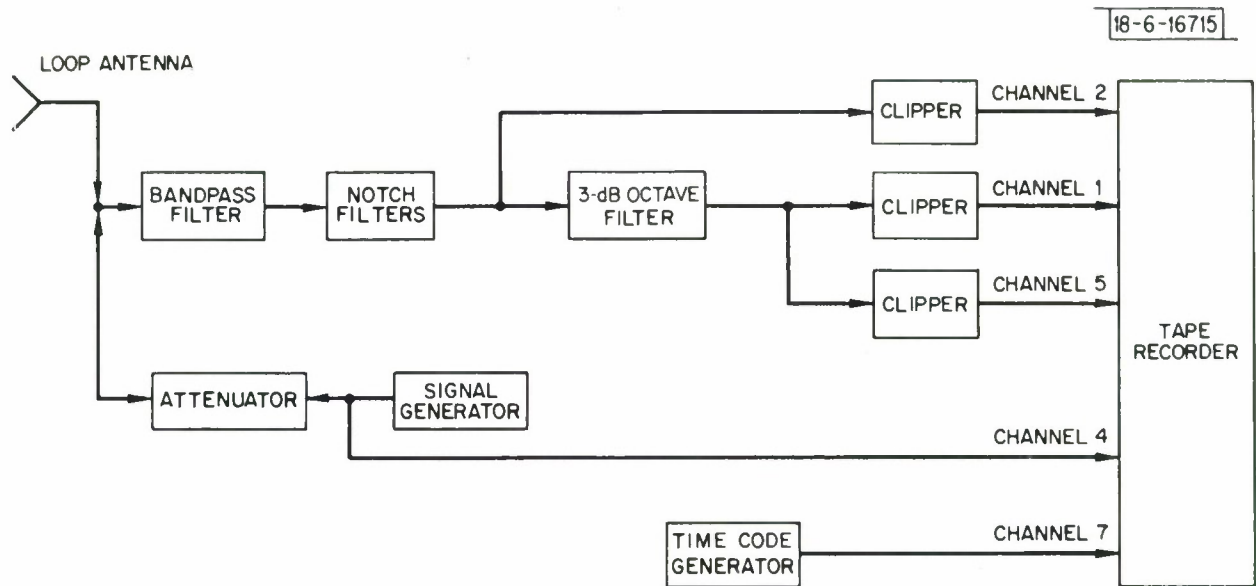 18-6-16715
LOOP ANTENNA
CLIPPER
CHANNEL 2
BANDPASS
FILTER
NOTCH
FILTERS
3-dB OCTAVE
FILTER
CLIPPER
CHANNEL 1
CLIPPER
CHANNEL 5
TAPE
RECORDER
ATTENUATOR
SIGNAL
GENERATOR
CHANNEL 4
TIME CODE
GENERATOR
CHANNEL 7